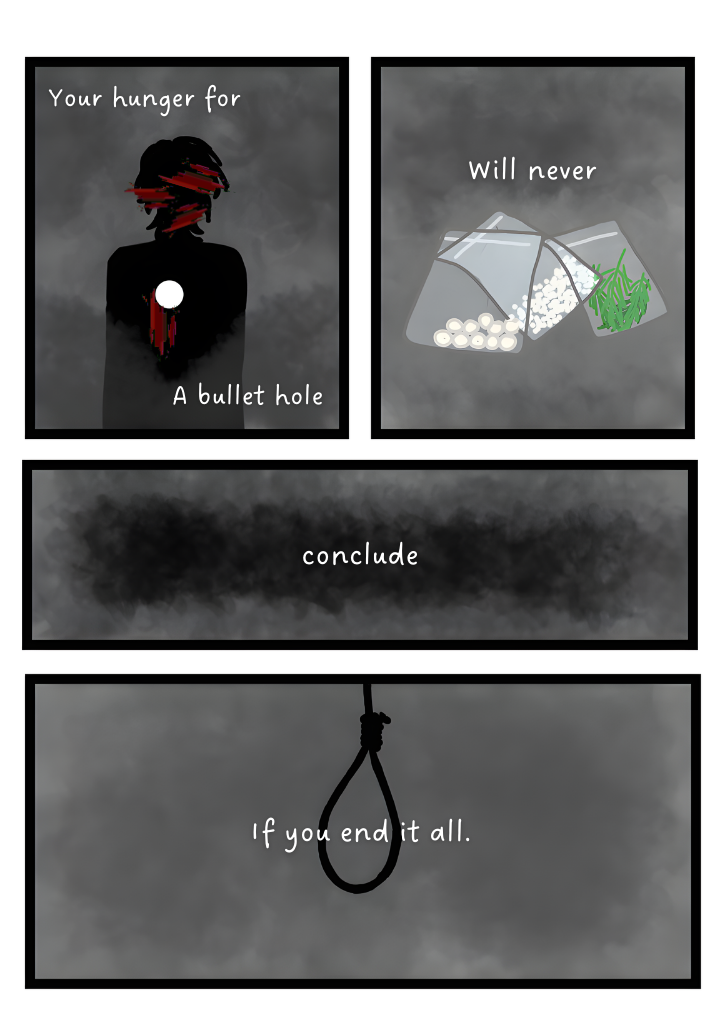 Your hunger for
A bullet hole
Will never
conclude
If you end it all.